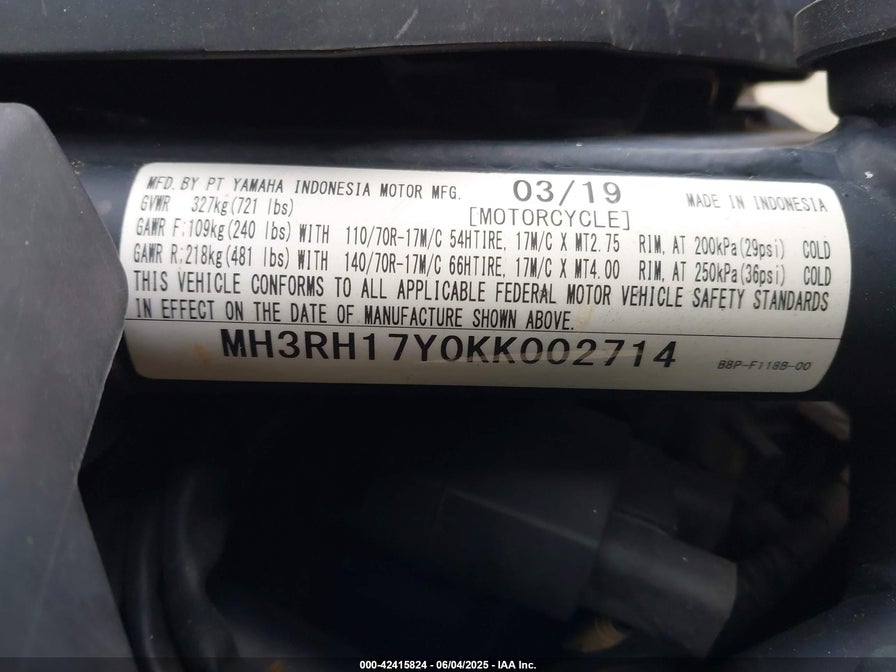 MFD. BY PT YAMAHA INDONESIA MOTOR MFG. 03/19 MADE IN INDONESIA
GVWR 327kg(721 lbs) [MOTORCYCLE]
GAWR F:109kg(240 lbs) WITH 110/70R-17M/C 54HTIRE, 17M/C X MT2.75 RIM, AT 200kPa(29psi) COLD
GAWR R:218kg(481 lbs) WITH 140/70R-17M/C 66HTIRE, 17M/C X MT4.00 RIM, AT 250kPa(36psi) COLD
THIS VEHICLE CONFORMS TO ALL APPLICABLE FEDERAL MOTOR VEHICLE SAFETY STANDARDS
IN EFFECT ON THE DATE OF MANUFACTURE SHOWN ABOVE.
MH3RH17Y0KK002714 B8P-F118B-00
000-42415824 - 06/04/2025 - IAA Inc.